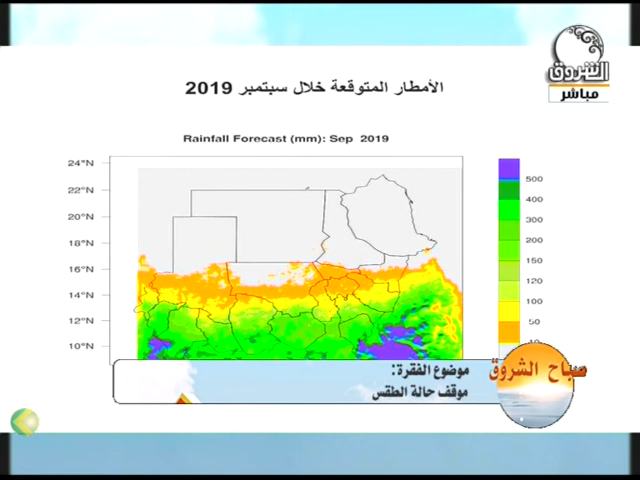 الشروق
مباشر
الأمطار المتوقعة خلال سبتمبر 2019
Rainfall Forecast (mm): Sep 2019
24°N
22°N
20°N
18°N
16°N
14°N
12°N
10°N
500
400
300
200
150
120
100
50
10
صباح الشروق
موضوع الفقرة:
موقف حالة الطقس